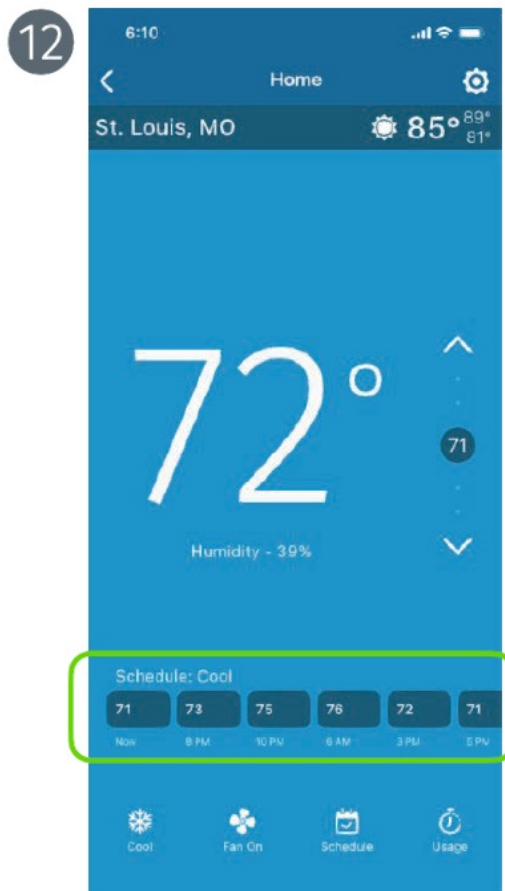 12
6:10
Home
St. Louis, MO 85° 89° 81°
72°
71
Humidity - 39%
Schedule: Cool
71 73 75 76 72 71
Now 8 PM 10 PM 6 AM 3 PM 5 PM
Cool Fan On Schedule Usage